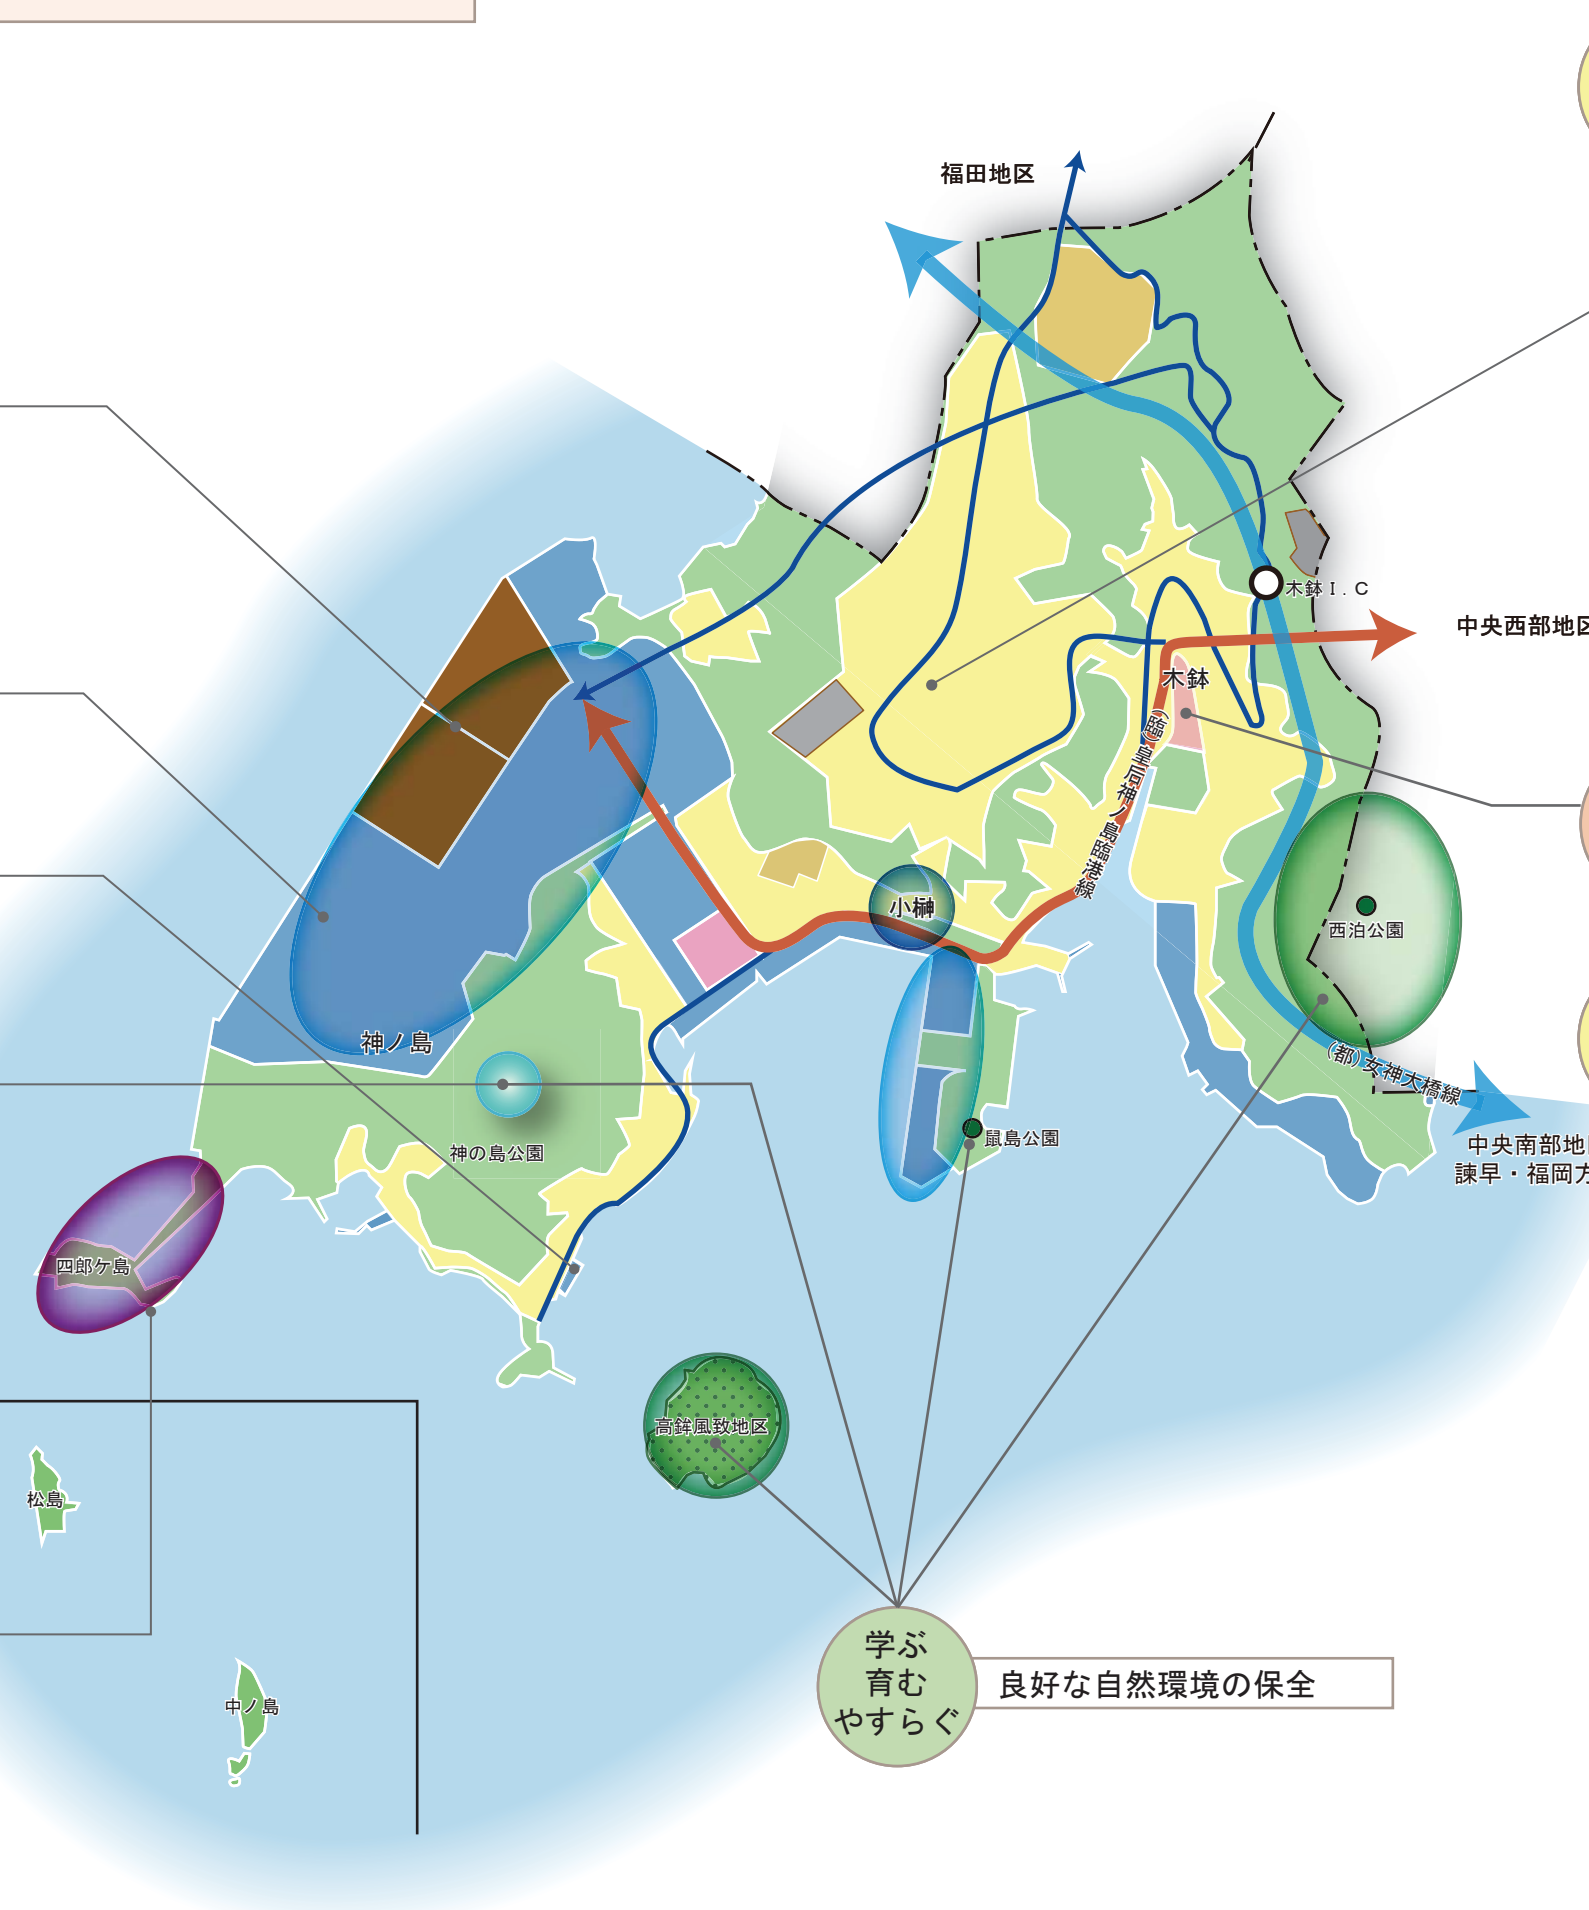 福田地区
木鉢Ｉ.Ｃ
中央西部地区
木鉢
(臨)皇后神ノ島臨港線
小榊
西泊公園
神ノ島
(都)女神大橋線
鼠島公園
神の島公園
中央南部地
諫早・福岡方
四郎ケ島
高鉾風致地区
松島
中ノ島
学ぶ
育む
やすらぐ
良好な自然環境の保全